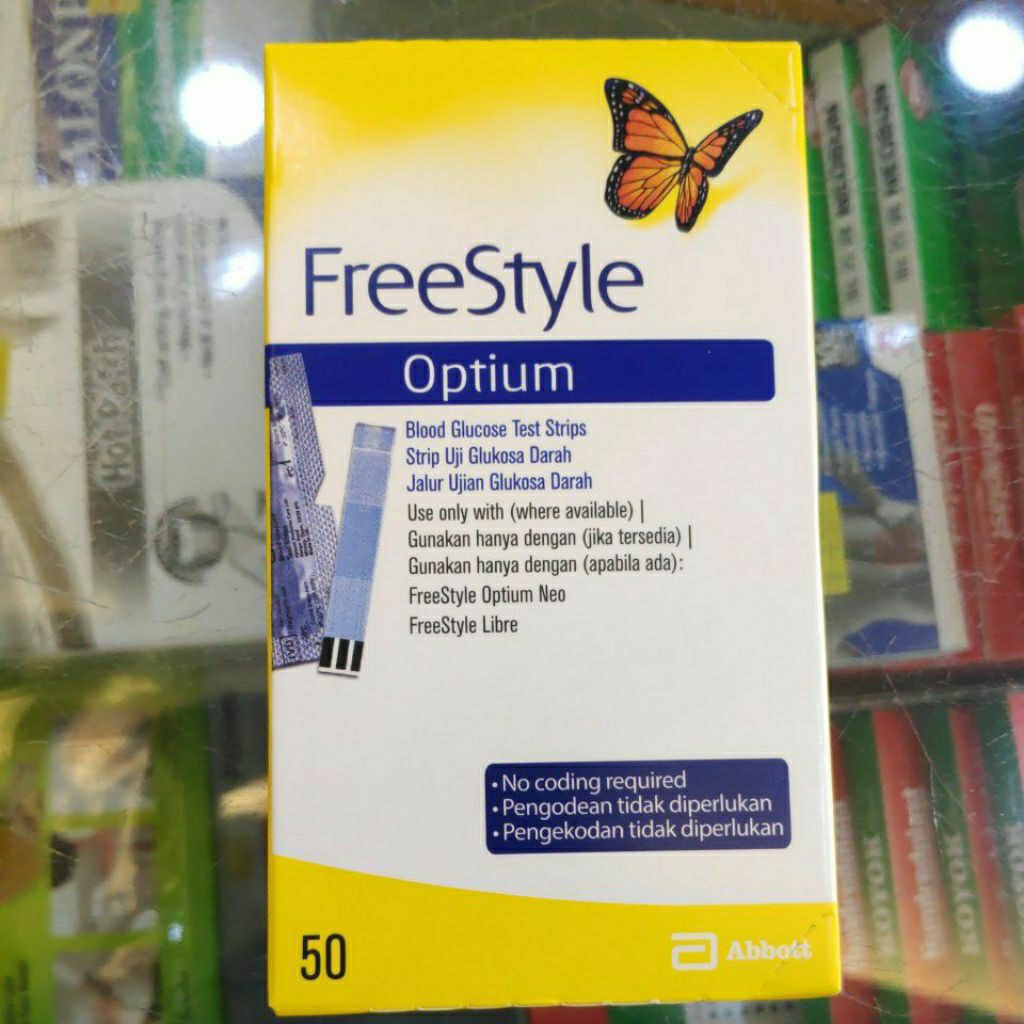 FreeStyle
Optium
Blood Glucose Test Strips
Strip Uji Glukosa Darah
Jalur Ujian Glukosa Darah
Use only with (where available) |
Gunakan hanya dengan (jika tersedia) |
Gunakan hanya dengan (apabila ada):
FreeStyle Optium Neo
FreeStyle Libre
• No coding required
• Pengodean tidak diperlukan
• Pengekodan tidak diperlukan
50
Abbott
KOYOK
KOYOK